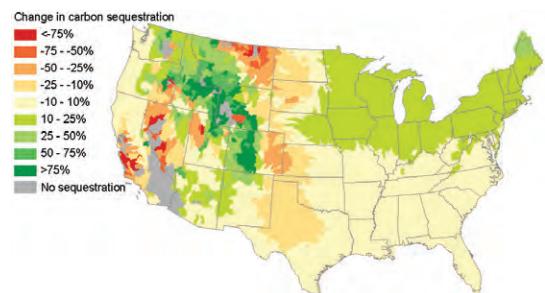 Change in carbon sequestration
<-75%
-75 - -50%
-50 - -25%
-25 - -10%
-10 - 10%
10 - 25%
25 - 50%
50 - 75%
>75%
No sequestration